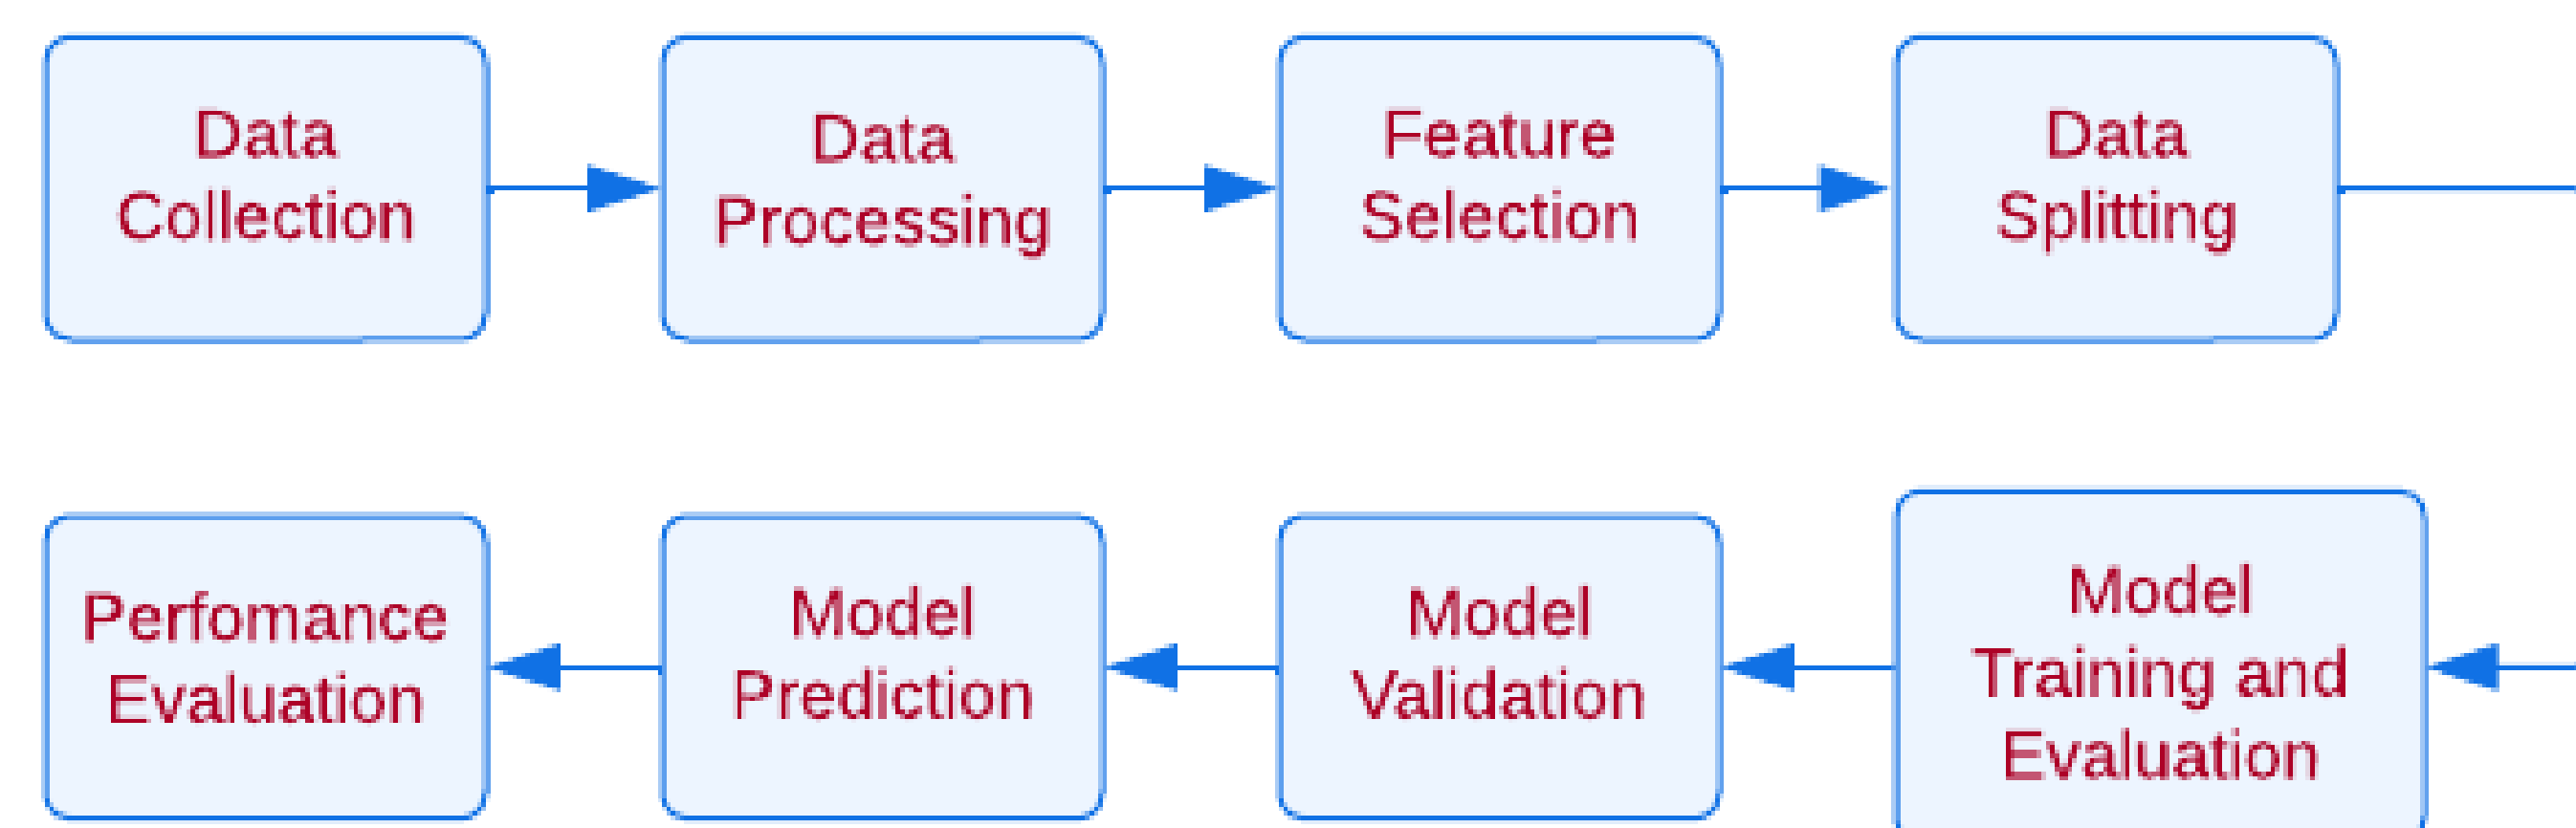 Data
Collection
Data
Processing
Feature
Selection
Data
Splitting
Model
Training and
Evaluation
Model
Validation
Model
Prediction
Perfomance
Evaluation